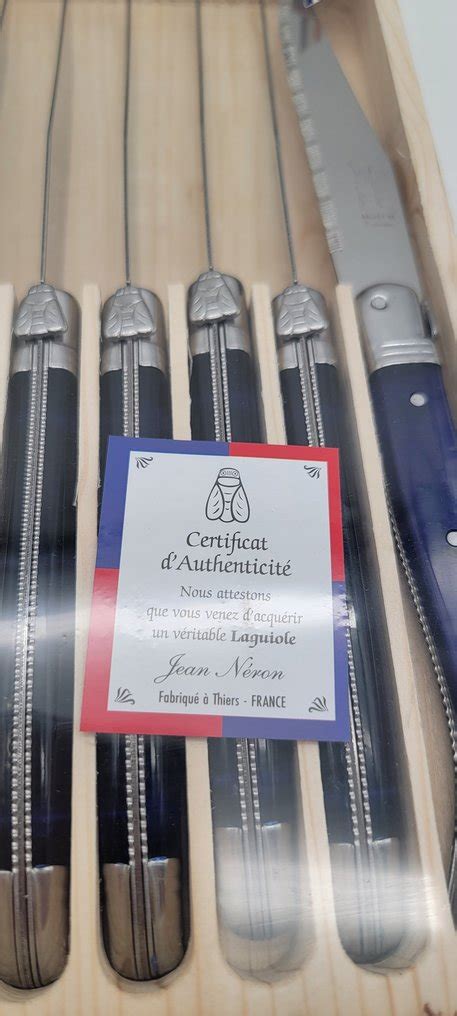 Certificat
d'Authenticité
Nous attestons
que vous venez d'acquérir
un véritable Laguiole
Jean Néron
Fabriqué à Thiers - FRANCE